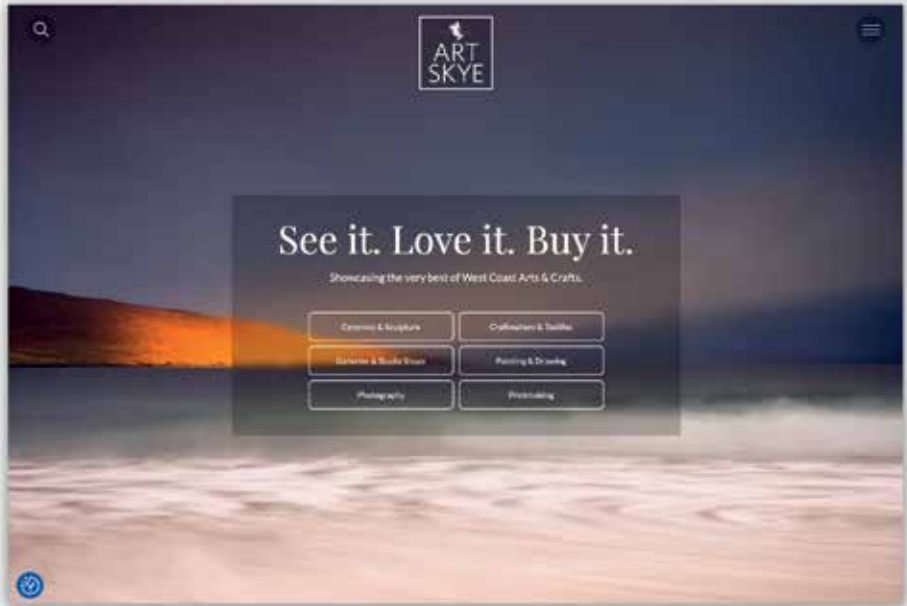 ART
SKYE
See it. Love it. Buy it.
Showcasing the very best of West Coast Arts & Crafts.
Ceramics & Sculpture
Craftmakers & Textiles
Galleries & Studio Shops
Painting & Drawing
Photography
Printmaking